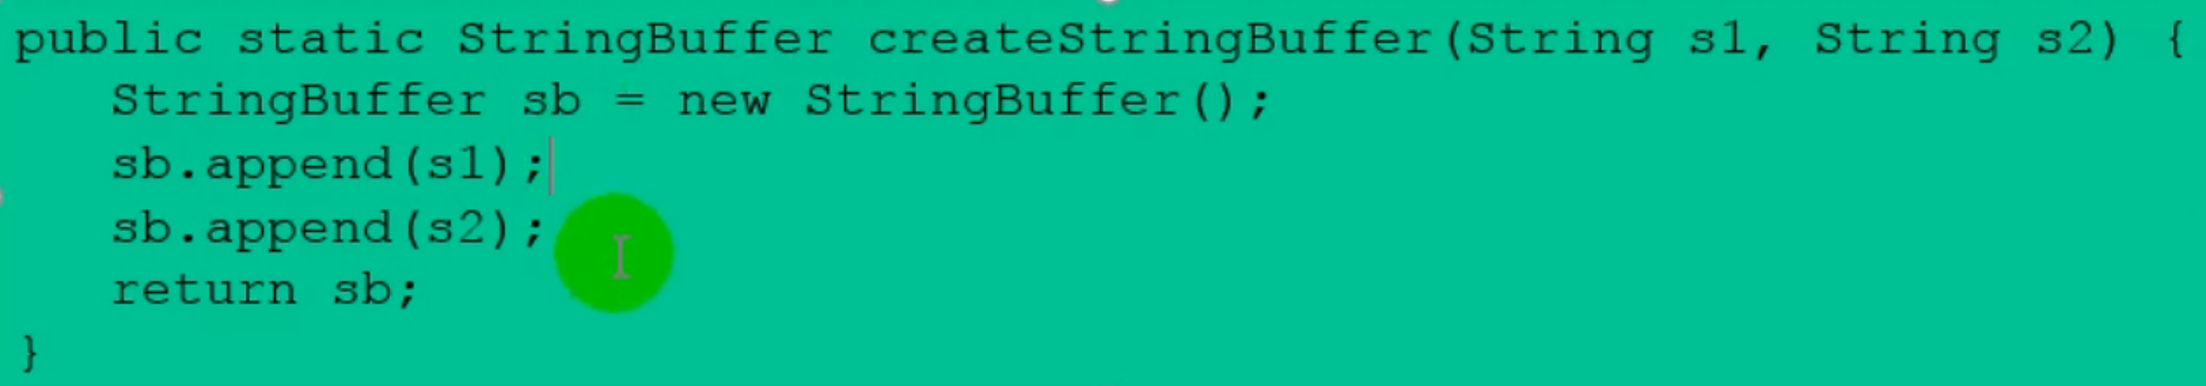 public static StringBuffer createStringBuffer(String s1, String s2) {
   StringBuffer sb = new StringBuffer();
   sb.append(s1);
   sb.append(s2);
   return sb;
}